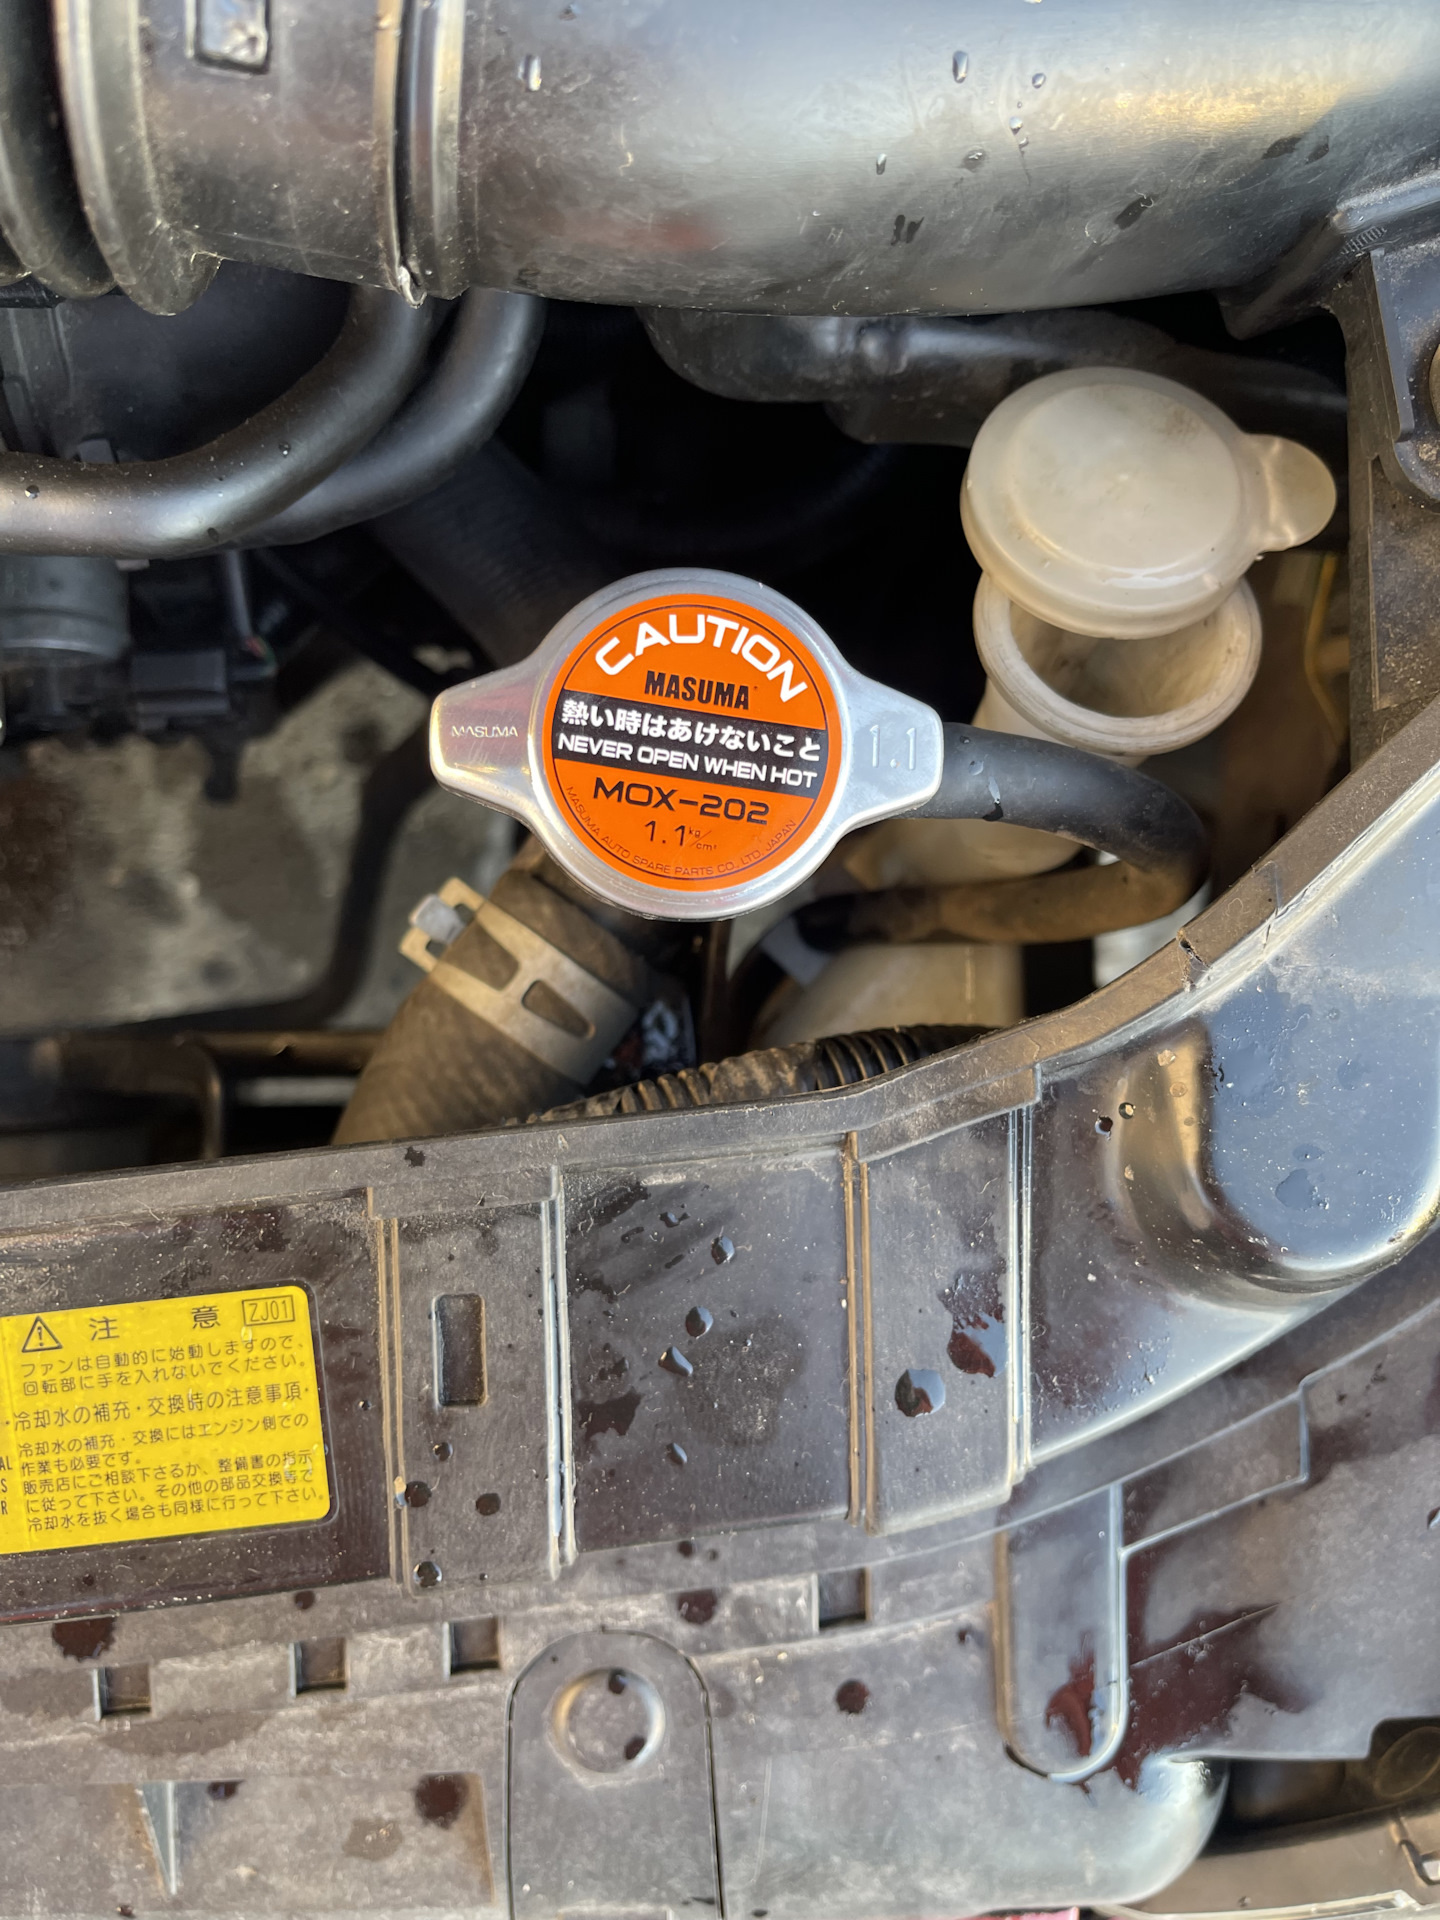 CAUTION
MASUMA
熱い時はあけないこと
NEVER OPEN WHEN HOT
MOX-202
1.1kg/cm²
MASUMA AUTO SPARE PARTS CO., LTD. JAPAN
MASUMA
1.1
注 意 ZJ01
ファンは自動的に始動しますので、
回転部に手を入れないでください。
・冷却水の補充・交換時の注意事項・
冷却水の補充・交換にはエンジン側での
作業も必要です。
販売店にご相談下さるか、整備書の指示
に従って下さい。その他の部品交換等で
冷却水を抜く場合も同様に行って下さい。
AL
S
R